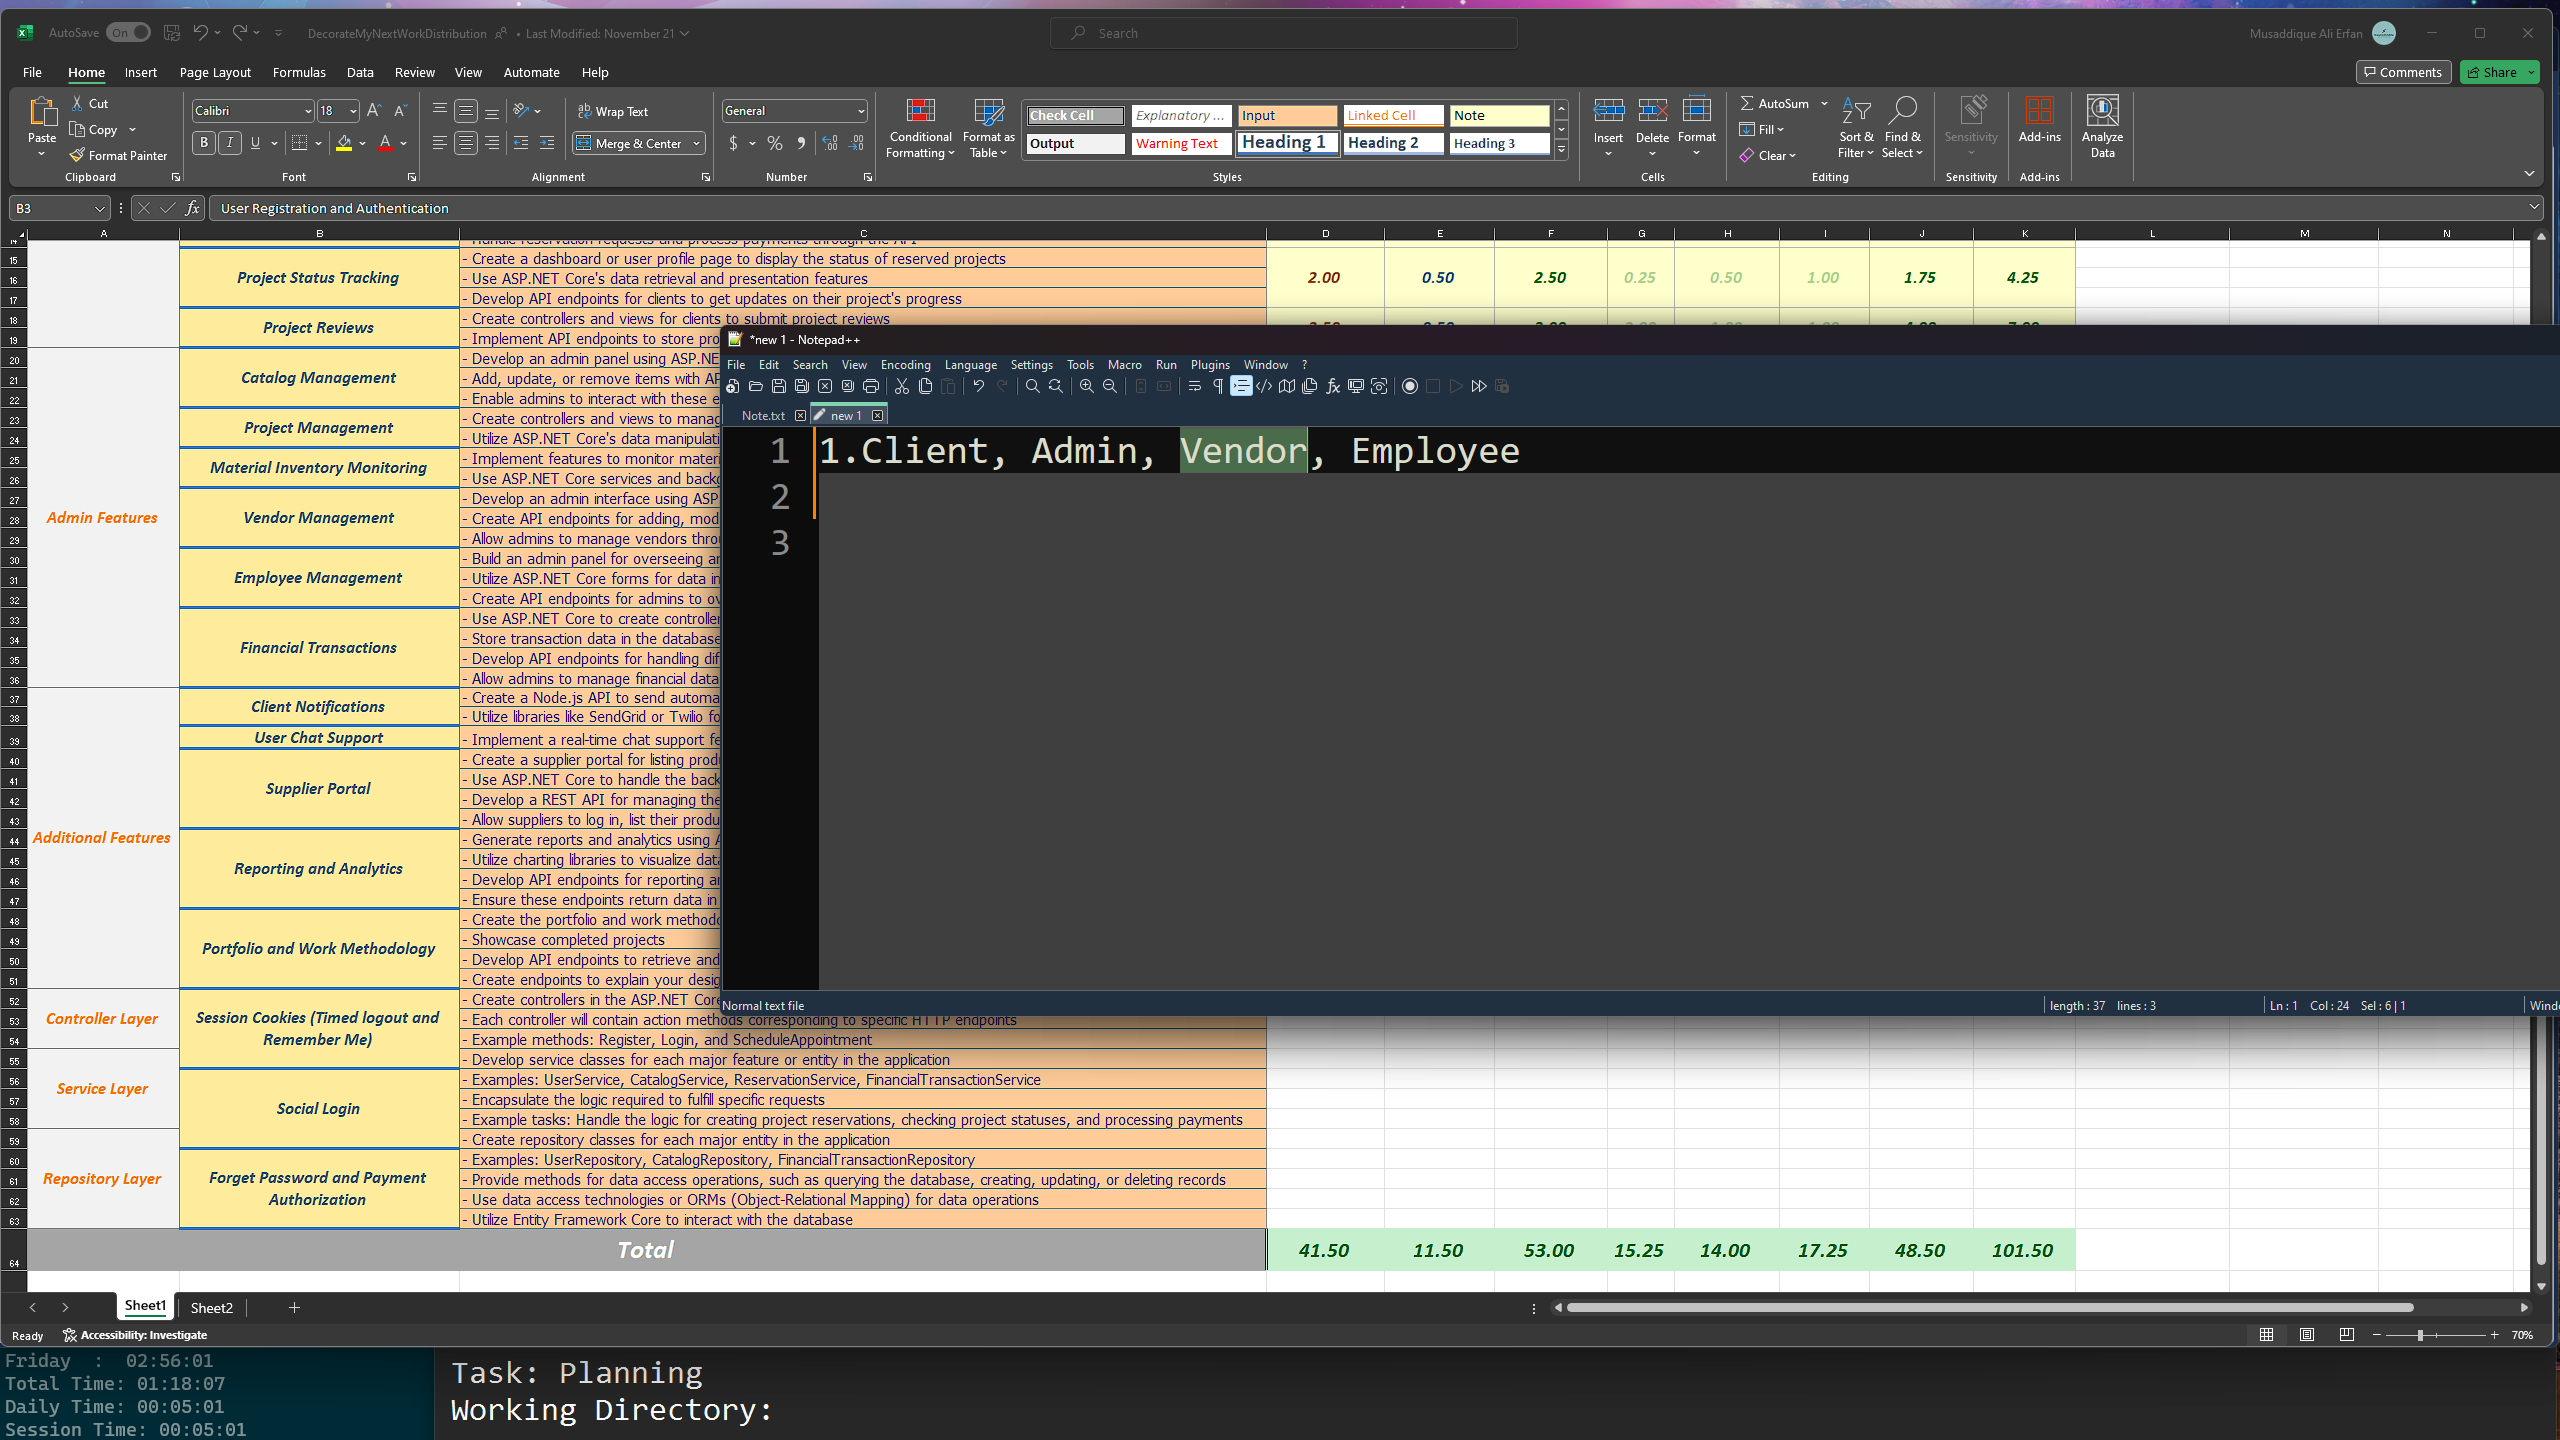 AutoSave On DecorateMyNextWorkDistribution • Last Modified: November 21 Search Musaddique Ali Erfan
File Home Insert Page Layout Formulas Data Review View Automate Help Comments Share
Paste Cut Copy Format Painter Clipboard
Calibri 18 B I U A Font
ab Wrap Text Merge & Center Alignment
General $ % Number
Conditional Formatting Format as Table
Check Cell Explanatory ... Input Linked Cell Note
Output Warning Text Heading 1 Heading 2 Heading 3
Styles
Insert Delete Format Cells
AutoSum Fill Clear Sort & Filter Find & Select Editing
Sensitivity Sensitivity
Add-ins Add-ins
Analyze Data
B3 fx User Registration and Authentication
A B C D E F G H I J K L M N
15 - Create a dashboard or user profile page to display the status of reserved projects
16 Project Status Tracking - Use ASP.NET Core's data retrieval and presentation features 2.00 0.50 2.50 0.25 0.50 1.00 1.75 4.25
17 - Develop API endpoints for clients to get updates on their project's progress
18 Project Reviews - Create controllers and views for clients to submit project reviews
19 - Implement API endpoints to store pro
20 - Develop an admin panel using ASP.NE
21 Catalog Management - Add, update, or remove items with AP
22 - Enable admins to interact with these e
23 Project Management - Create controllers and views to manag
24 - Utilize ASP.NET Core's data manipulati
25 Material Inventory Monitoring - Implement features to monitor materi
26 - Use ASP.NET Core services and backg
27 - Develop an admin interface using ASP
28 Admin Features Vendor Management - Create API endpoints for adding, mod
29 - Allow admins to manage vendors thro
30 - Build an admin panel for overseeing an
31 Employee Management - Utilize ASP.NET Core forms for data in
32 - Create API endpoints for admins to ov
33 - Use ASP.NET Core to create controller
34 Financial Transactions - Store transaction data in the database
35 - Develop API endpoints for handling dif
36 - Allow admins to manage financial data
37 Client Notifications - Create a Node.js API to send automa
38 - Utilize libraries like SendGrid or Twilio fo
39 User Chat Support - Implement a real-time chat support fe
40 - Create a supplier portal for listing produ
41 Supplier Portal - Use ASP.NET Core to handle the back
42 - Develop a REST API for managing the
43 - Allow suppliers to log in, list their produ
44 Additional Features - Generate reports and analytics using A
45 Reporting and Analytics - Utilize charting libraries to visualize data
46 - Develop API endpoints for reporting an
47 - Ensure these endpoints return data in
48 - Create the portfolio and work methodo
49 Portfolio and Work Methodology - Showcase completed projects
50 - Develop API endpoints to retrieve and
51 - Create endpoints to explain your desig
52 - Create controllers in the ASP.NET Core
53 Controller Layer Session Cookies (Timed logout and Remember Me) - Each controller will contain action methods corresponding to specific HTTP endpoints
54 - Example methods: Register, Login, and ScheduleAppointment
55 - Develop service classes for each major feature or entity in the application
56 Service Layer - Examples: UserService, CatalogService, ReservationService, FinancialTransactionService
57 Social Login - Encapsulate the logic required to fulfill specific requests
58 - Example tasks: Handle the logic for creating project reservations, checking project statuses, and processing payments
59 - Create repository classes for each major entity in the application
60 - Examples: UserRepository, CatalogRepository, FinancialTransactionRepository
61 Repository Layer Forget Password and Payment Authorization - Provide methods for data access operations, such as querying the database, creating, updating, or deleting records
62 - Use data access technologies or ORMs (Object-Relational Mapping) for data operations
63 - Utilize Entity Framework Core to interact with the database
64 Total 41.50 11.50 53.00 15.25 14.00 17.25 48.50 101.50
*new 1 - Notepad++
File Edit Search View Encoding Language Settings Tools Macro Run Plugins Window ?
Note.txt new 1
1 1.Client, Admin, Vendor, Employee
2
3
Normal text file length : 37 lines : 3 Ln : 1 Col : 24 Sel : 6 | 1 Windo
Sheet1 Sheet2
Ready Accessibility: Investigate 70%
Friday : 02:56:01
Total Time: 01:18:07
Daily Time: 00:05:01
Session Time: 00:05:01
Task: Planning
Working Directory: